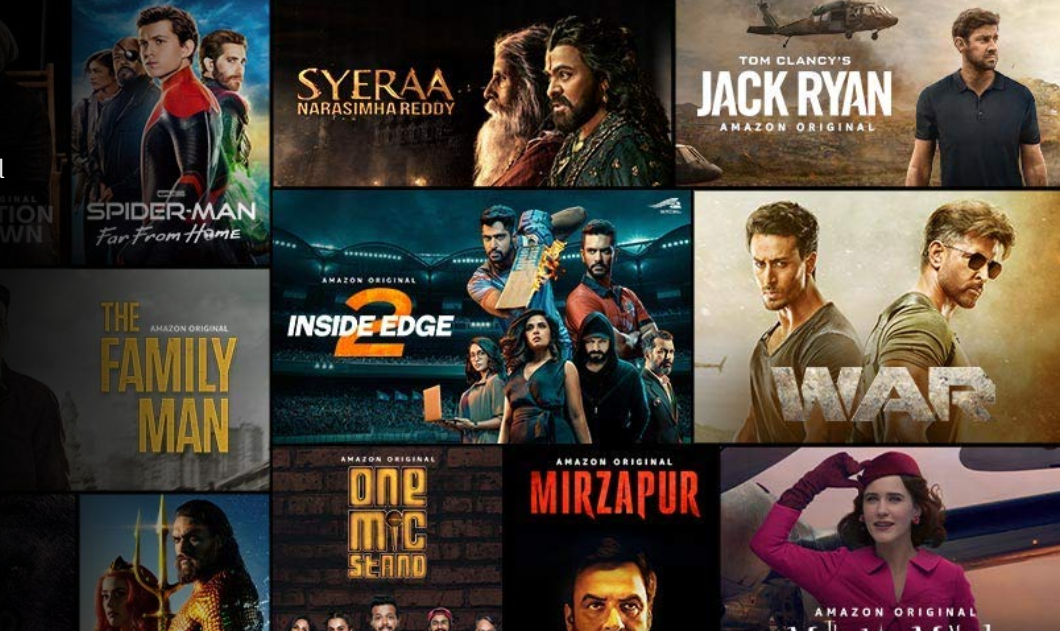 SPIDER-MAN
Far From Home
SYERAA
NARASIMHA REDDY
TOM CLANCY'S
JACK RYAN
AMAZON ORIGINAL
THE
AMAZON ORIGINAL
FAMILY
MAN
AMAZON ORIGINAL
2
INSIDE EDGE
WAR
AMAZON ORIGINAL
ONE
MIC
STAND
AMAZON ORIGINAL
MIRZAPUR
AMAZON ORIGINAL